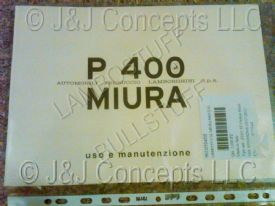 © J&J Concepts LLC
P 400
AUTOMOBILI FERRUCCIO LAMBORGHINI S.p.A.
LAMBOSTUFF
MIURA
BULLSTUFF
uso e manutenzione
© J&J Concepts LLC